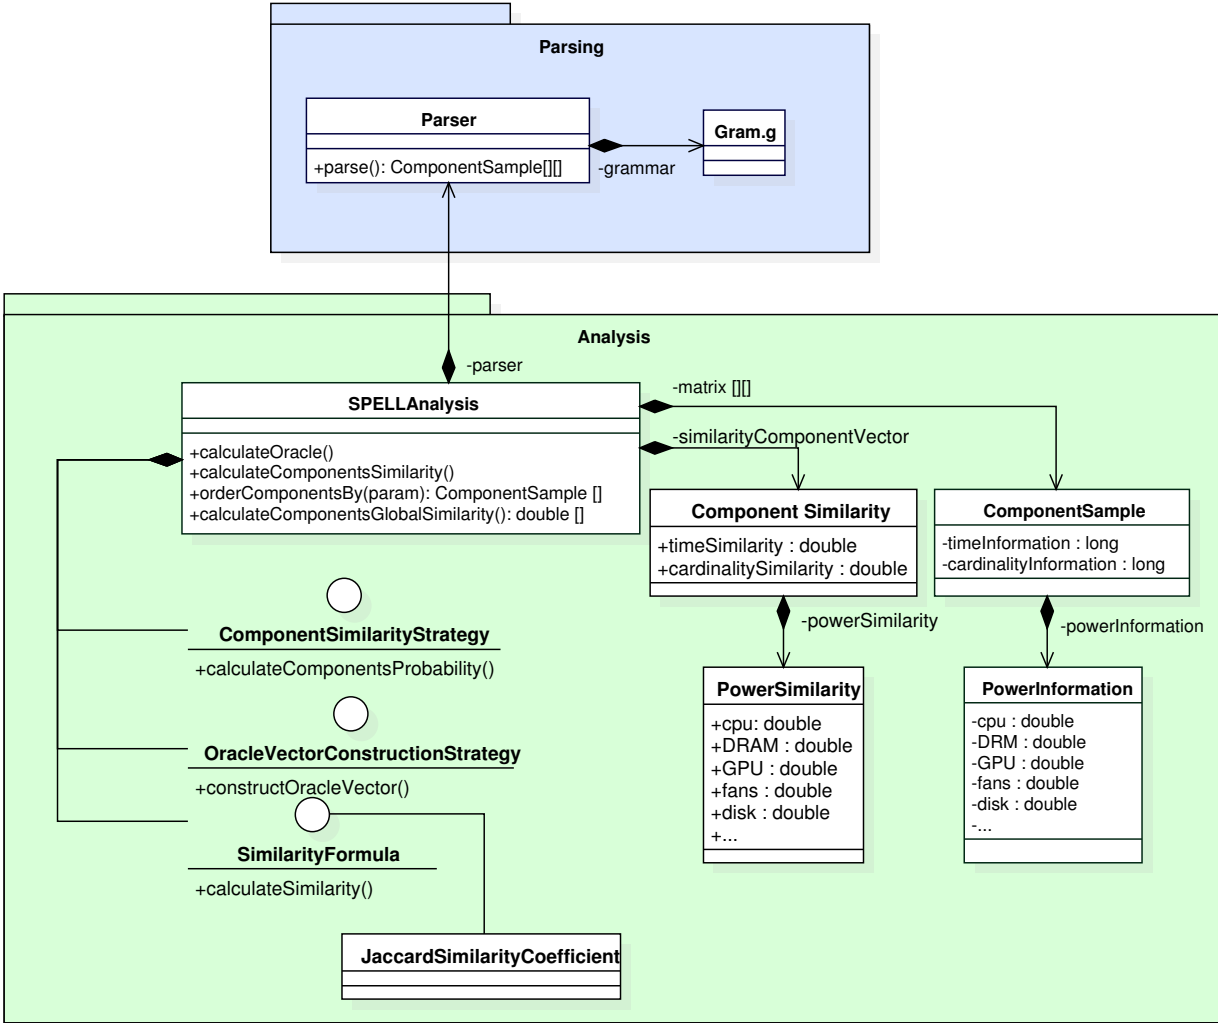 Parsing
Parser
+parse(): ComponentSample[][]
-grammar
Gram.g
Analysis
-parser
SPELLAnalysis
+calculateOracle()
+calculateComponentsSimilarity()
+orderComponentsBy(param): ComponentSample []
+calculateComponentsGlobalSimilarity(): double []
-matrix [][]
-similarityComponentVector
Component Similarity
+timeSimilarity : double
+cardinalitySimilarity : double
ComponentSample
-timeInformation : long
-cardinalityInformation : long
-powerSimilarity
-powerInformation
ComponentSimilarityStrategy
+calculateComponentsProbability()
OracleVectorConstructionStrategy
+constructOracleVector()
SimilarityFormula
+calculateSimilarity()
JaccardSimilarityCoefficient
PowerSimilarity
+cpu: double
+DRAM : double
+GPU : double
+fans : double
+disk : double
+...
PowerInformation
-cpu : double
-DRM : double
-GPU : double
-fans : double
-disk : double
-...